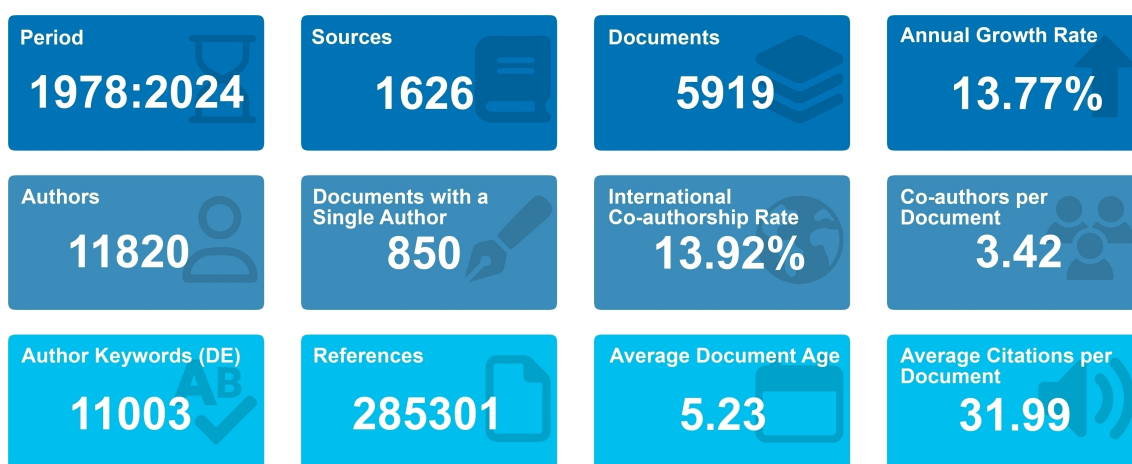 Period
1978:2024
Sources
1626
Documents
5919
Annual Growth Rate
13.77%
Authors
11820
Documents with a
Single Author
850
International
Co-authorship Rate
13.92%
Co-authors per
Document
3.42
Author Keywords (DE)
11003
AB
References
285301
Average Document Age
5.23
Average Citations per
Document
31.99